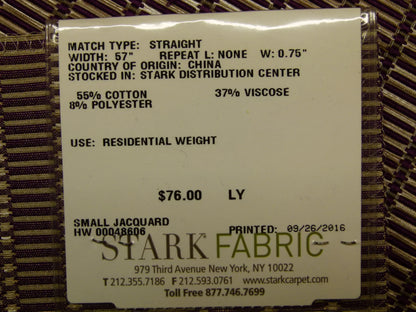 MATCH TYPE: STRAIGHT
WIDTH: 57" REPEAT L: NONE W: 0.75"
COUNTRY OF ORIGIN: CHINA
STOCKED IN: STARK DISTRIBUTION CENTER
55% COTTON 37% VISCOSE
8% POLYESTER
USE: RESIDENTIAL WEIGHT
$76.00 LY
SMALL JACQUARD
HW 00048606 PRINTED: 09/26/2016
STARK FABRIC
979 Third Avenue New York, NY 10022
T 212.355.7186 F 212.593.0761 www.starkcarpet.com
Toll Free 877.746.7699